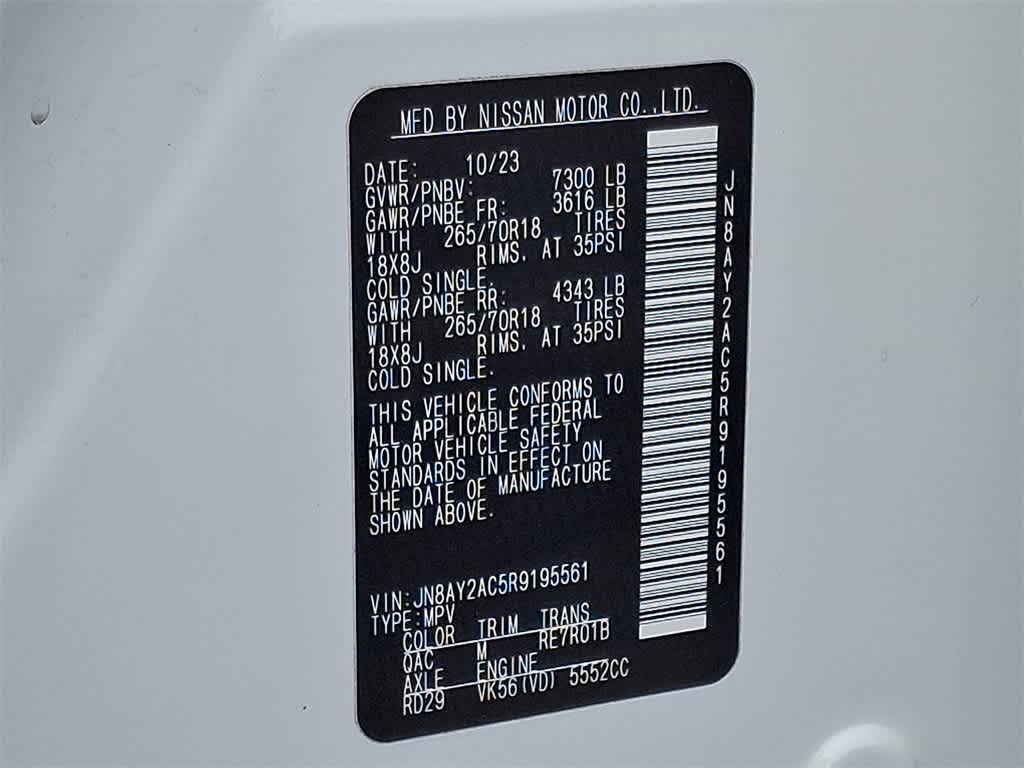 MFD BY NISSAN MOTOR CO.,LTD.
DATE: 10/23
GVWR/PNBV: 7300 LB
GAWR/PNBE FR: 3616 LB
WITH 265/70R18 TIRES
18X8J RIMS. AT 35PSI
COLD SINGLE.
GAWR/PNBE RR: 4343 LB
WITH 265/70R18 TIRES
18X8J RIMS. AT 35PSI
COLD SINGLE.
THIS VEHICLE CONFORMS TO
ALL APPLICABLE FEDERAL
MOTOR VEHICLE SAFETY
STANDARDS IN EFFECT ON
THE DATE OF MANUFACTURE
SHOWN ABOVE.
VIN:JN8AY2AC5R9195561
TYPE:MPV
COLOR TRIM TRANS
QAC M RE7R01B
AXLE ENGINE
RD29 VK56(VD) 5552CC
JN8AY2AC5R9195561